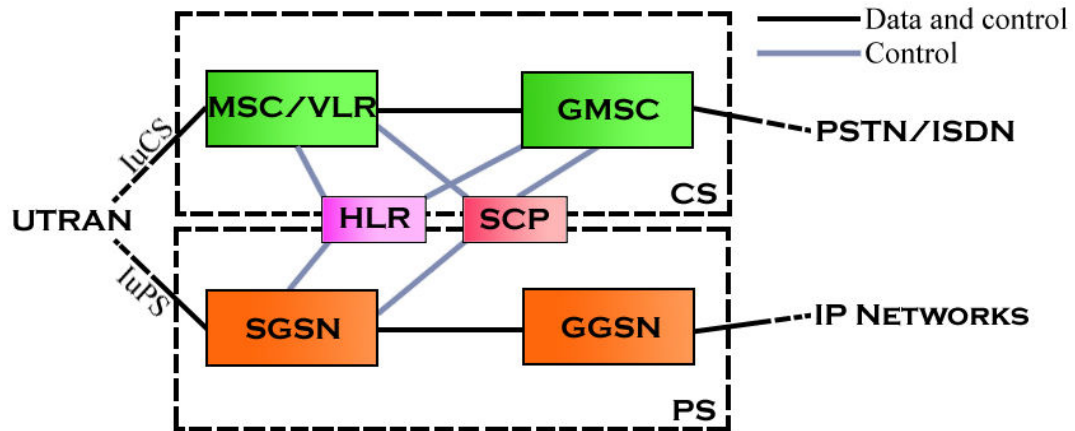 Data and control
Control
MSC/VLR
GMSC
IuCS
PSTN/ISDN
CS
HLR
SCP
UTRAN
IuPS
SGSN
GGSN
IP NETWORKS
PS